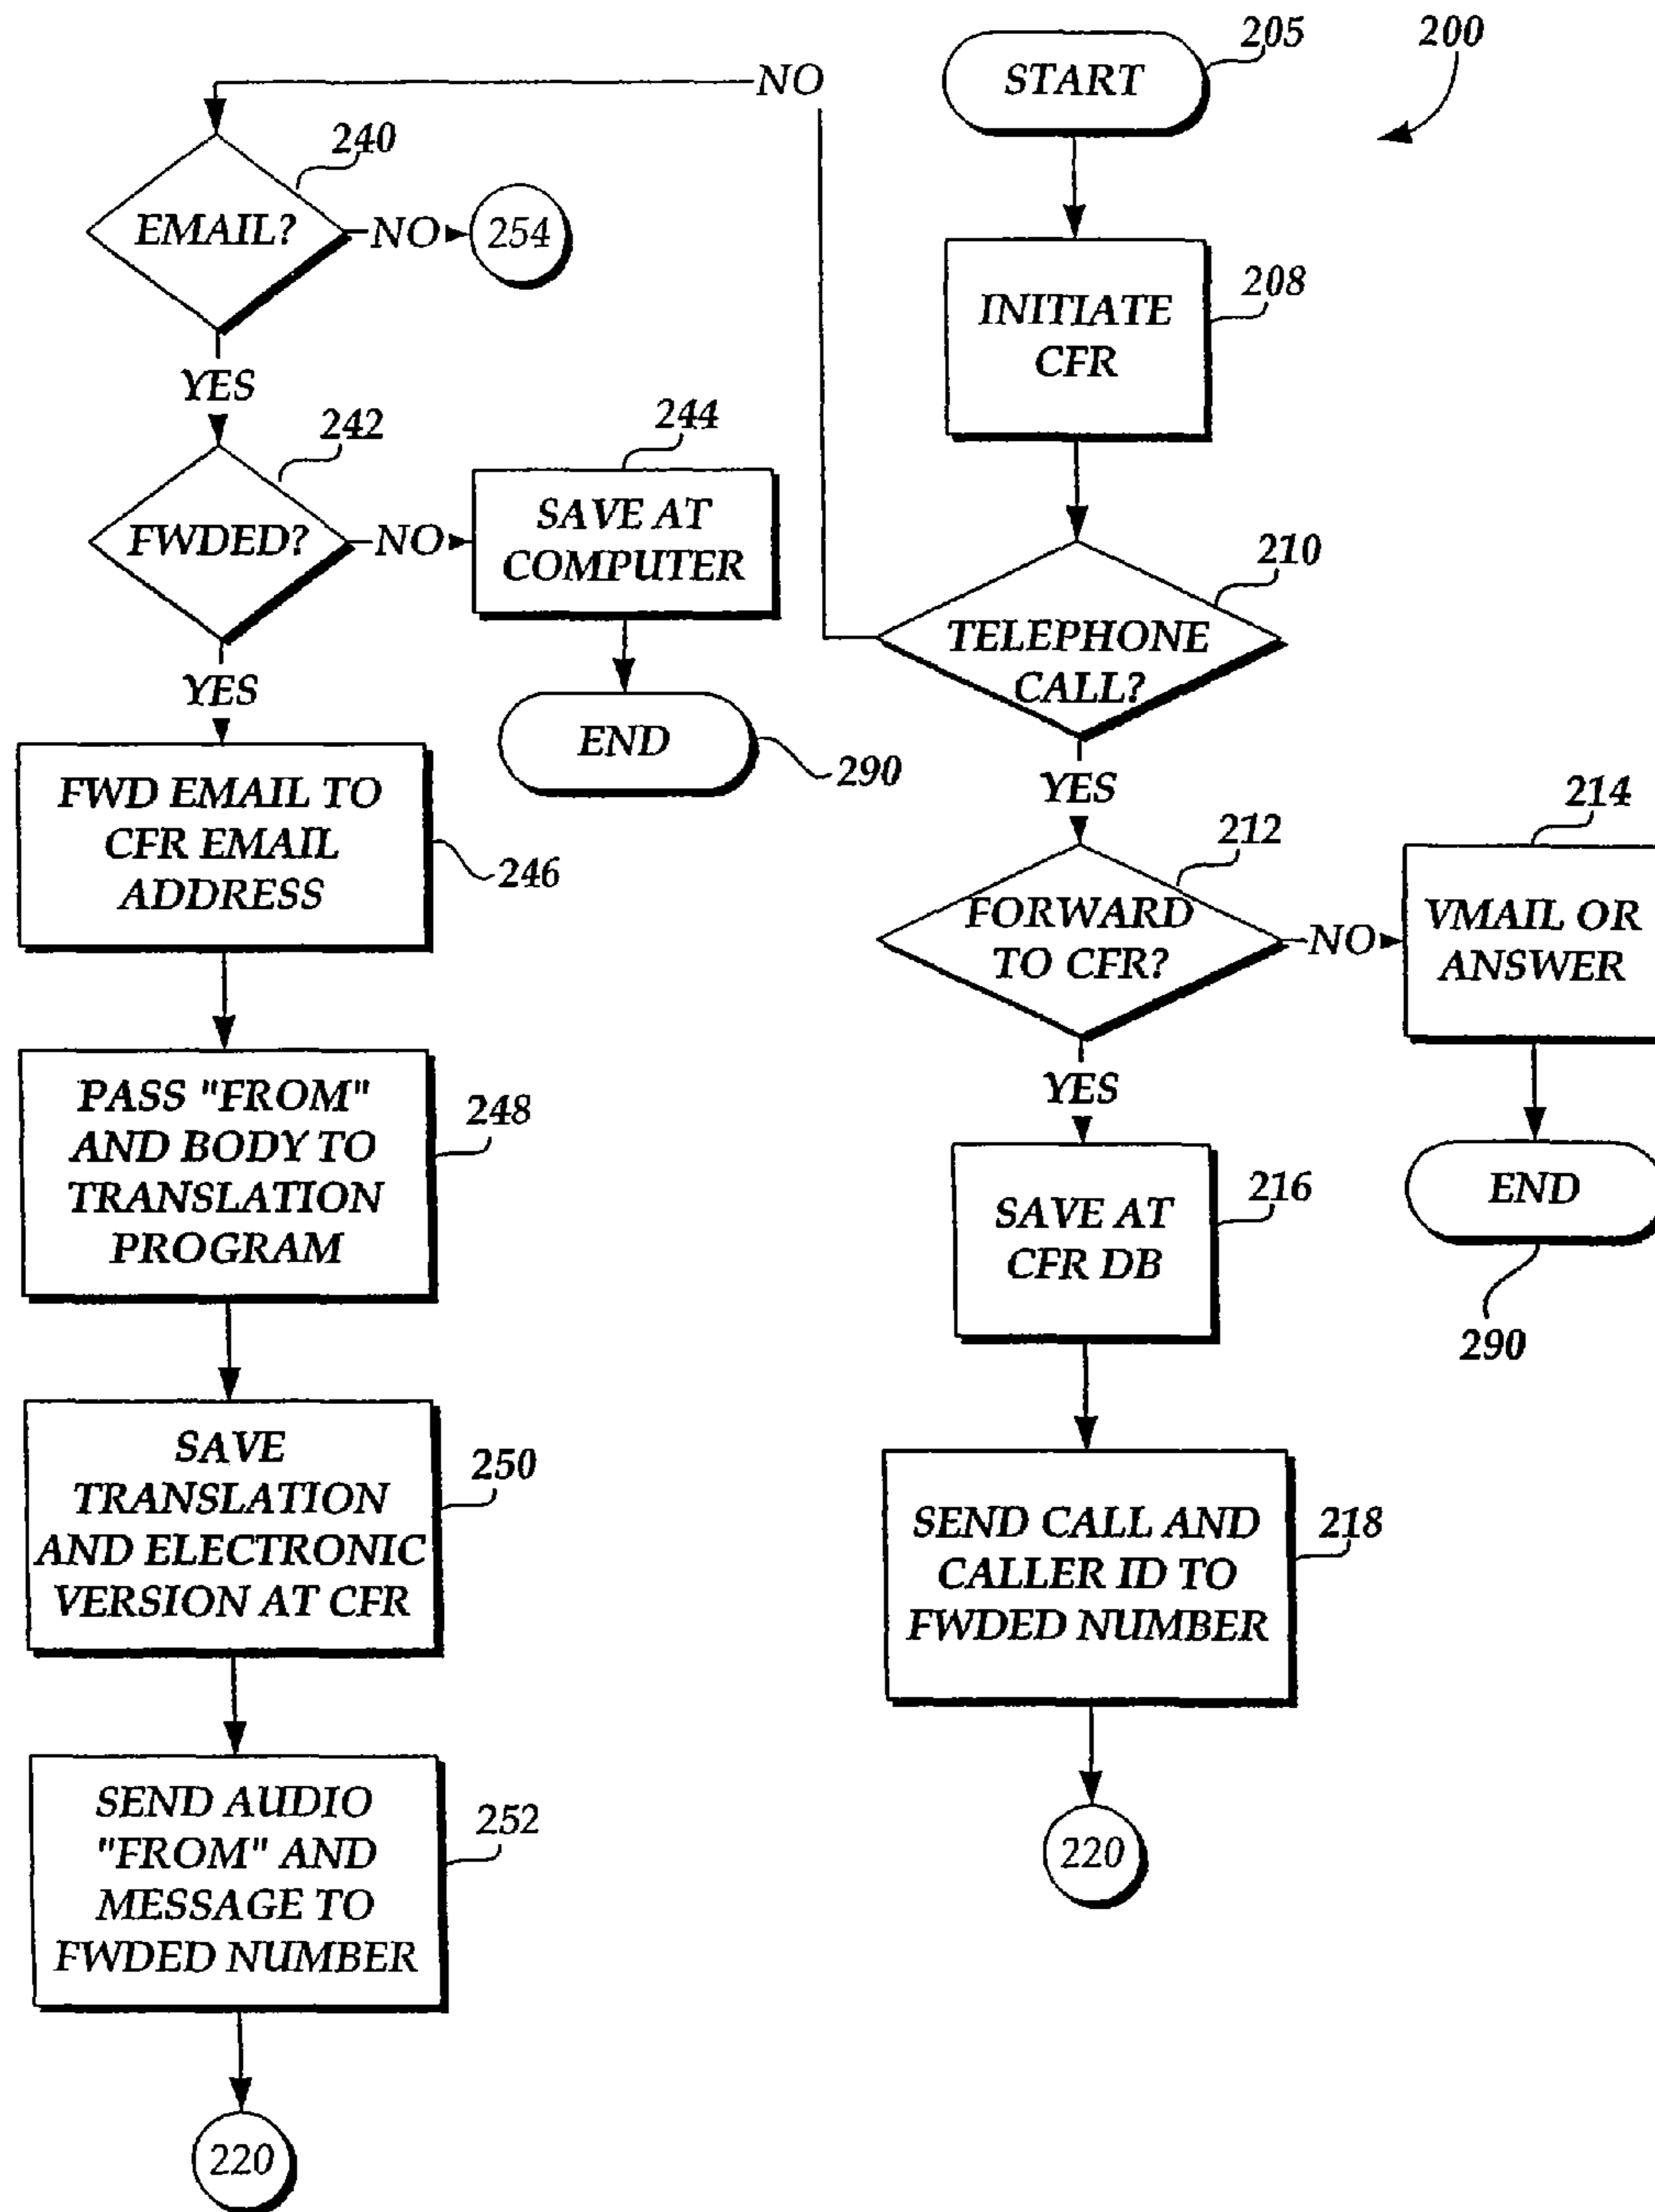 200
205
START
208
INITIATE
CFR
210
TELEPHONE
CALL?
NO
YES
212
FORWARD
TO CFR?
NO
214
VMAIL OR
ANSWER
END
290
YES
216
SAVE AT
CFR DB
218
SEND CALL AND
CALLER ID TO
FWDED NUMBER
220
240
EMAIL?
NO
254
YES
242
FWDED?
NO
244
SAVE AT
COMPUTER
END
290
YES
FWD EMAIL TO
CFR EMAIL
ADDRESS
246
PASS "FROM"
AND BODY TO
TRANSLATION
PROGRAM
248
SAVE
TRANSLATION
AND ELECTRONIC
VERSION AT CFR
250
SEND AUDIO
"FROM" AND
MESSAGE TO
FWDED NUMBER
252
220